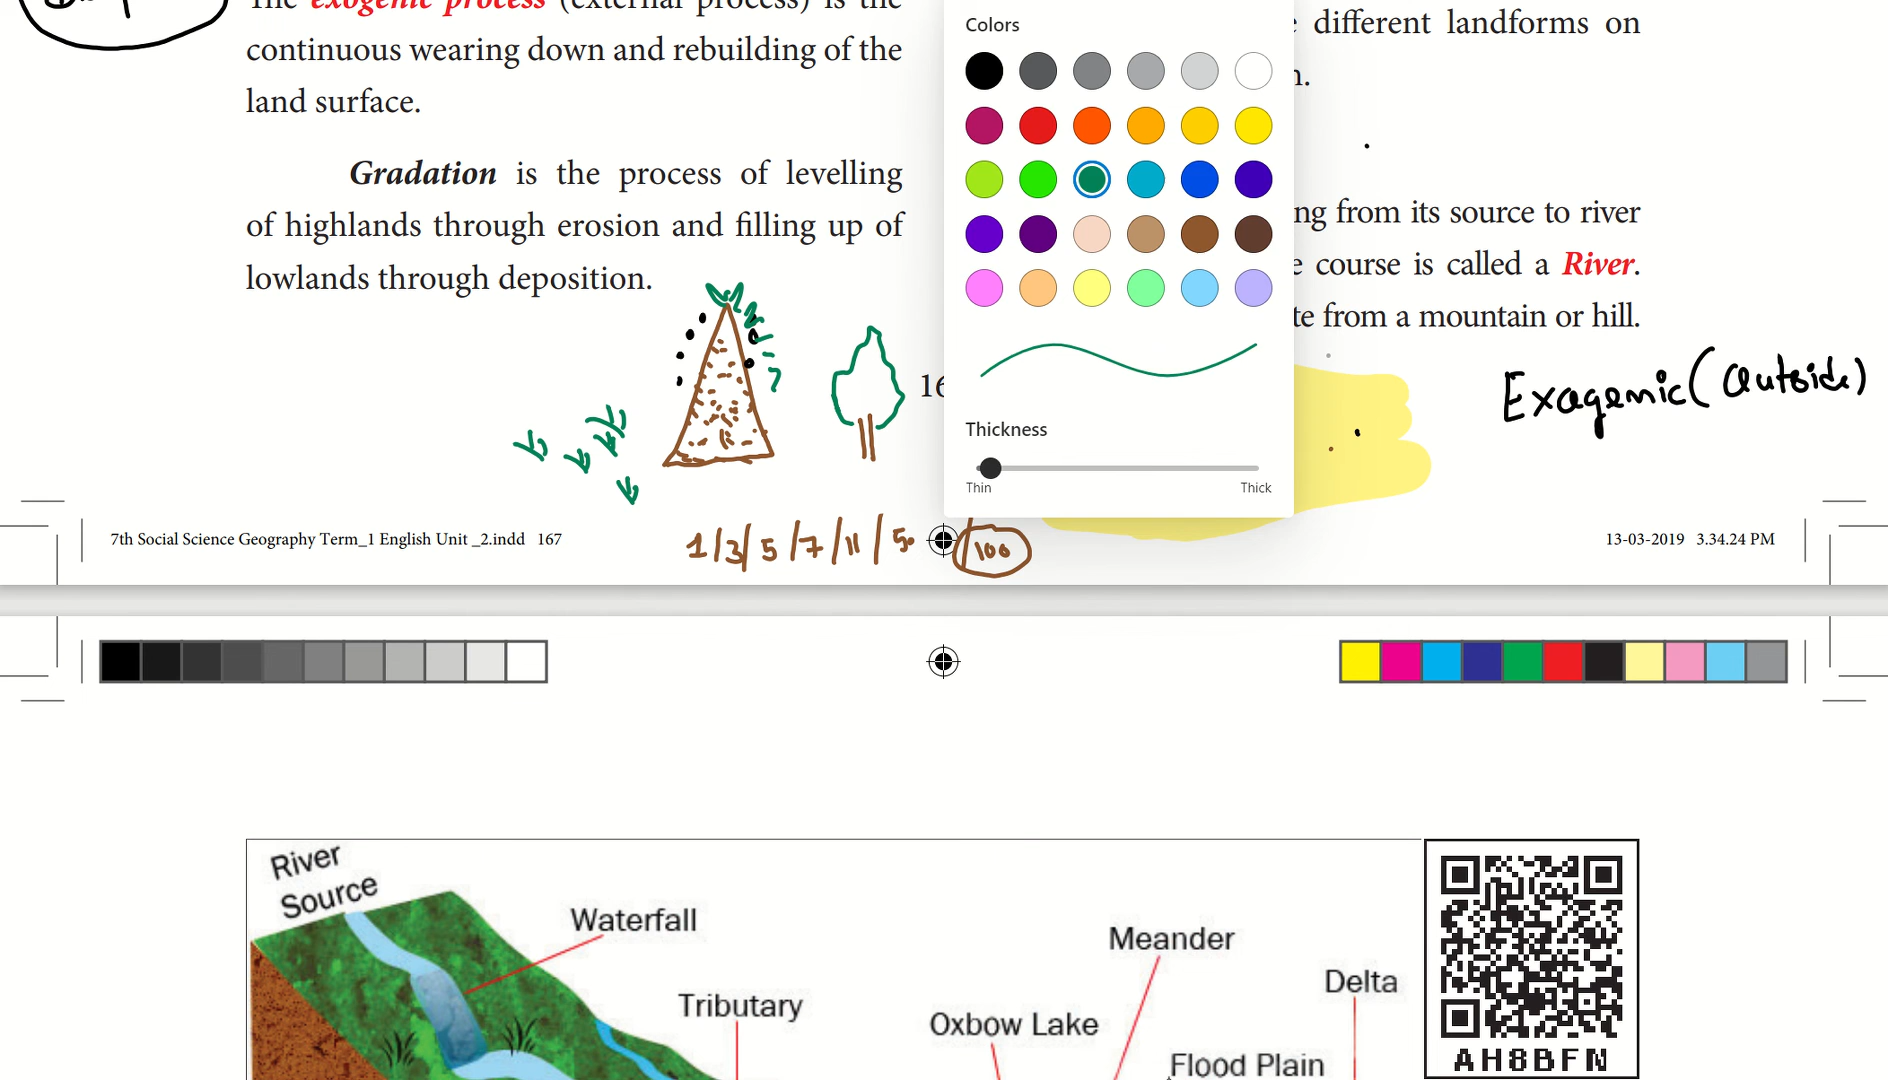 The exogenic process (external process) is the
continuous wearing down and rebuilding of the
land surface.
Gradation is the process of levelling
of highlands through erosion and filling up of
lowlands through deposition.
16
Colors
Thickness
Thin
Thick
different landforms on
ng from its source to river
e course is called a River.
te from a mountain or hill.
Exagemic (Outside)
1/3/5/7/11/50/100
7th Social Science Geography Term_1 English Unit _2.indd 167
13-03-2019 3.34.24 PM
River
Source
Waterfall
Tributary
Meander
Oxbow Lake
Delta
Flood Plain
AH8BFN